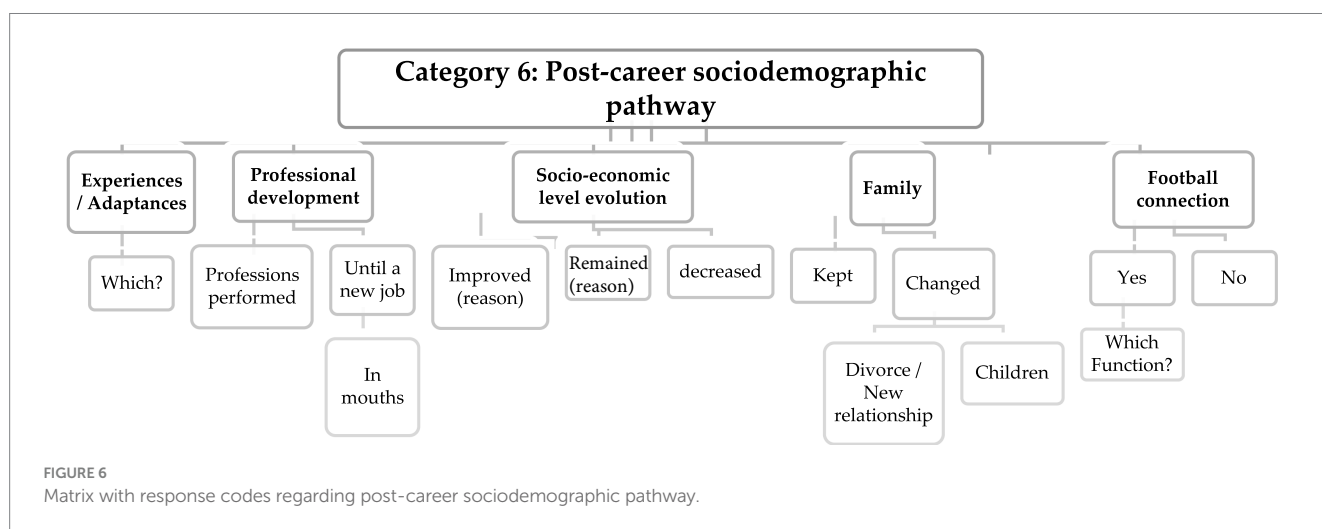 Category 6: Post-career sociodemographic
pathway
Experiences
/ Adaptances
Professional
development
Socio-economic
level evolution
Family
Football
connection
Which?
Professions
performed
Until a
new job
Improved
(reason)
Remained
(reason)
decreased
Kept
Changed
Yes
No
In
mouths
Divorce /
New
relationship
Children
Which
Function?
FIGURE 6
Matrix with response codes regarding post-career sociodemographic pathway.